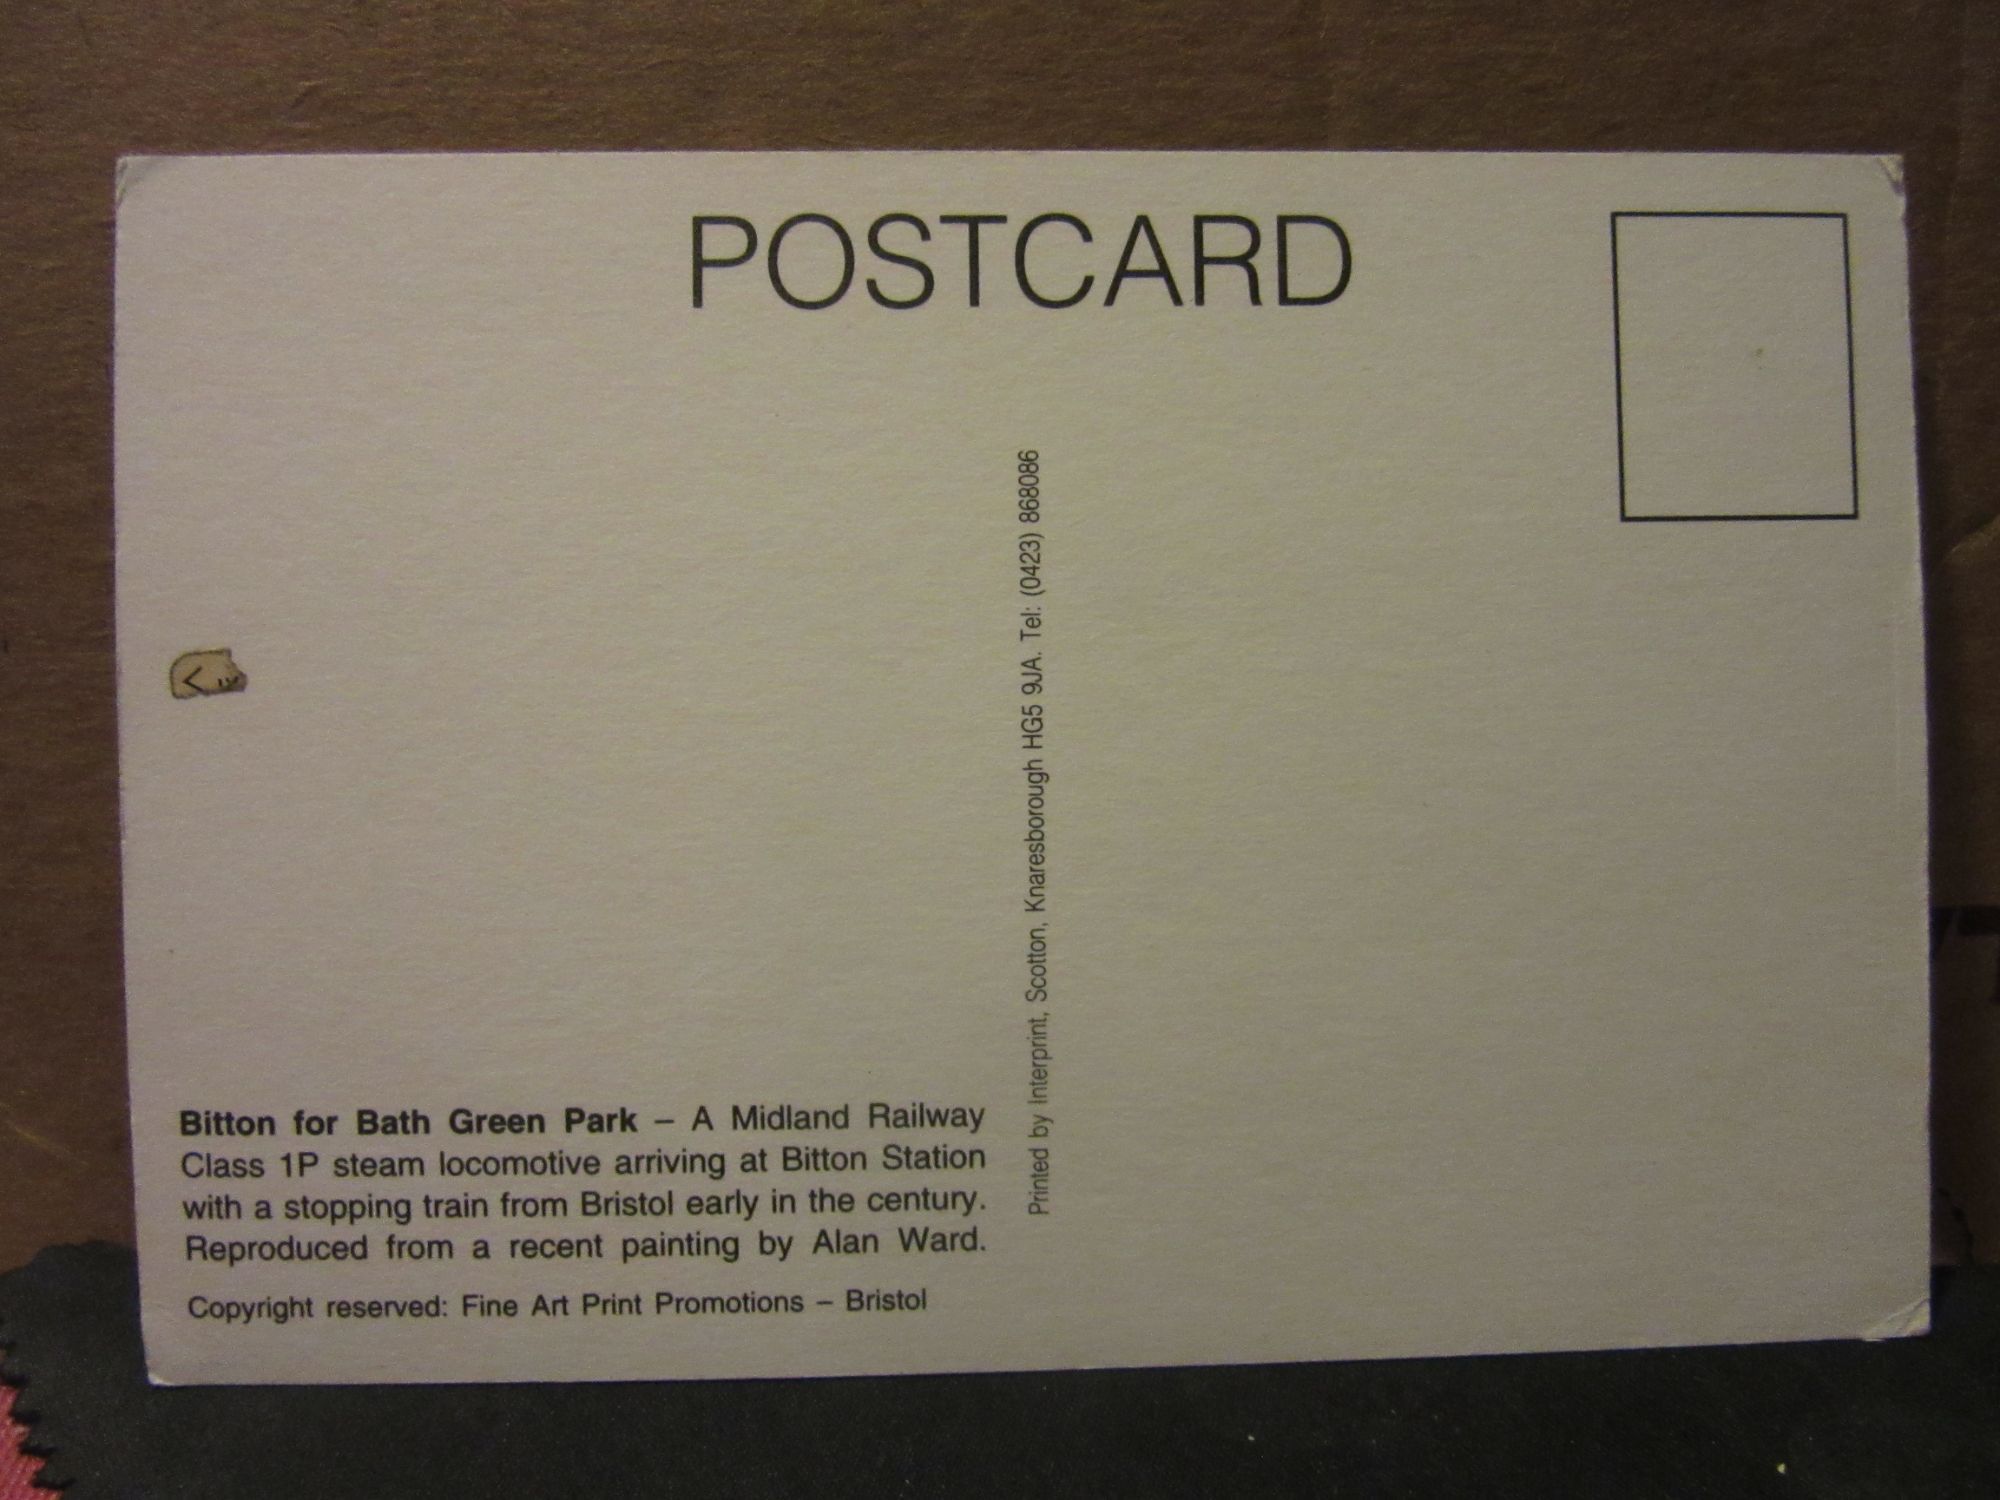 POSTCARD
Bitton for Bath Green Park – A Midland Railway
Class 1P steam locomotive arriving at Bitton Station
with a stopping train from Bristol early in the century.
Reproduced from a recent painting by Alan Ward.
Copyright reserved: Fine Art Print Promotions – Bristol
Printed by Interprint, Scotton, Knaresborough HG5 9JA. Tel: (0423) 868086